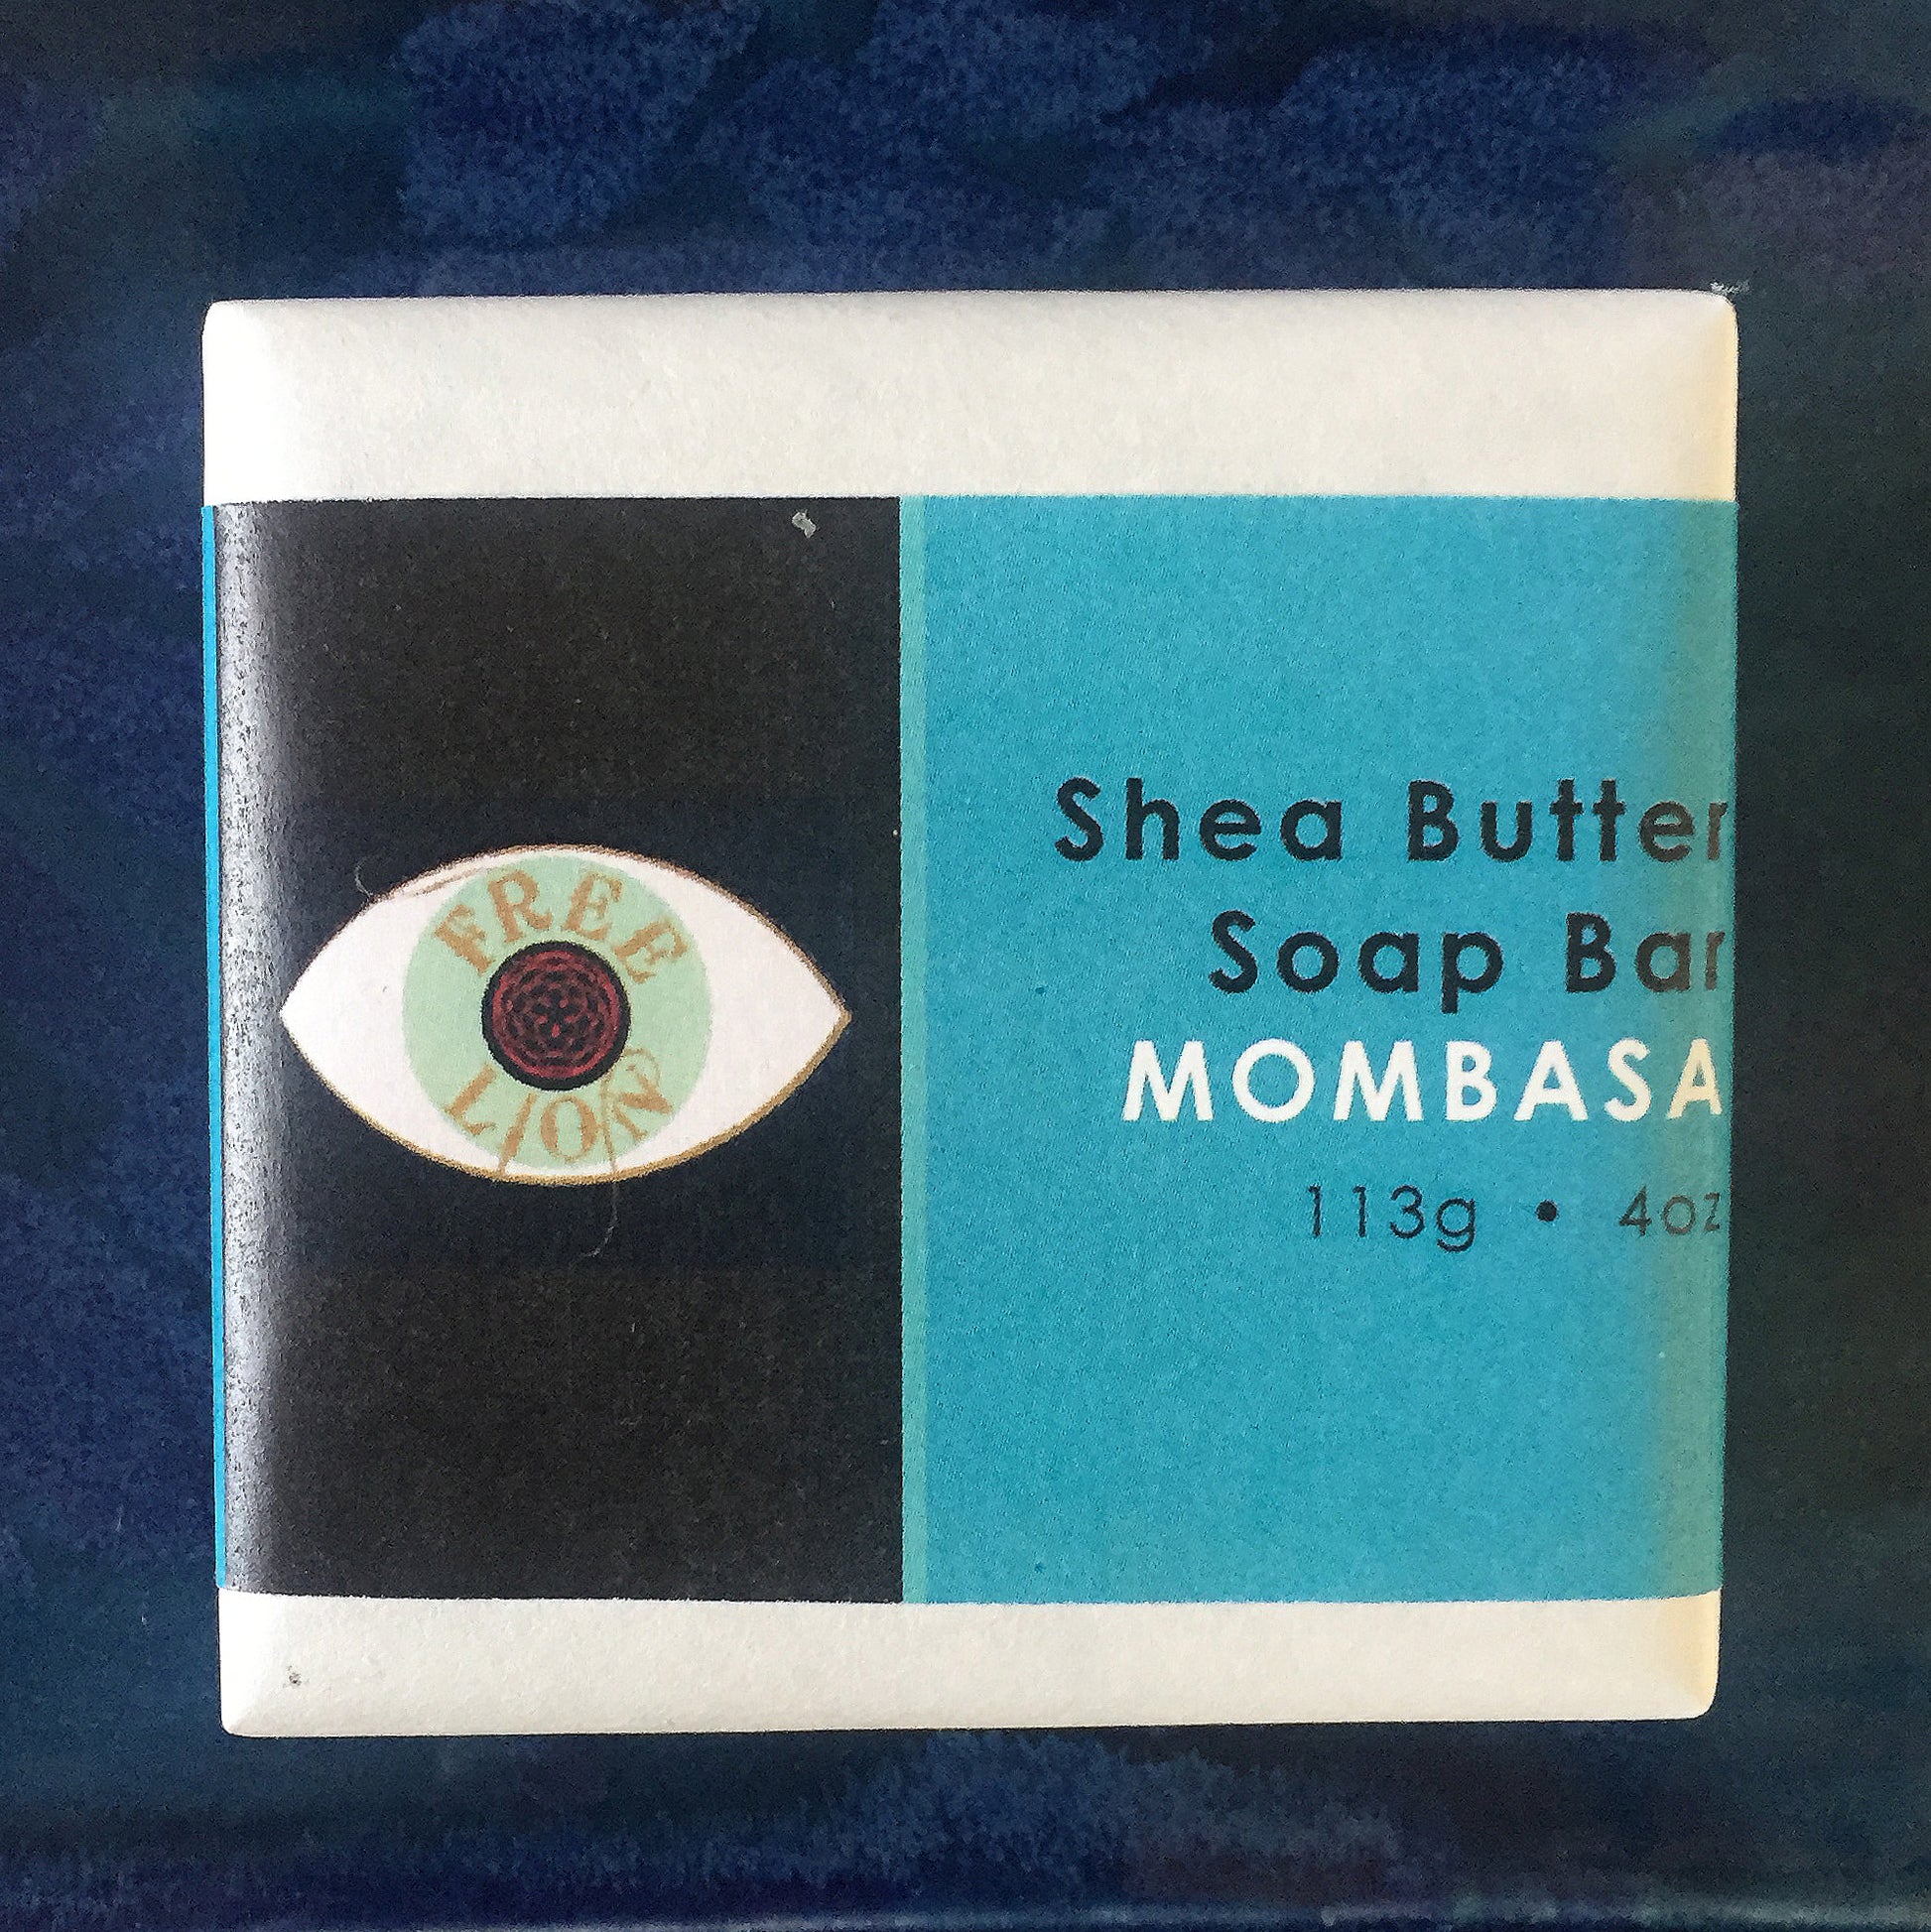 FREE
LION
Shea Butter
Soap Bar
MOMBASA
113g • 4oz